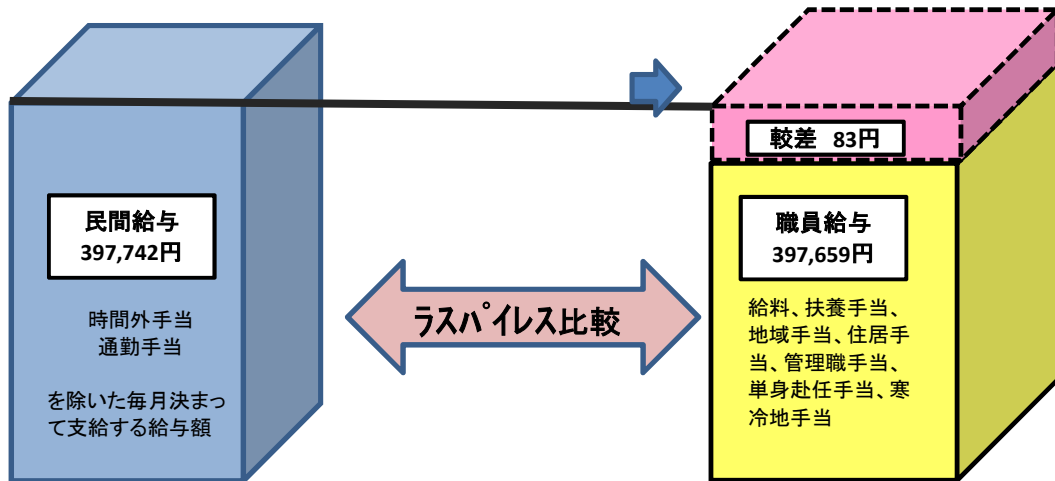 民間給与
397,742円
時間外手当
通勤手当
を除いた毎月決まっ
て支給する給与額
ラスパイレス比較
較差 83円
職員給与
397,659円
給料、扶養手当、
地域手当、住居手
当、管理職手当、
単身赴任手当、寒
冷地手当